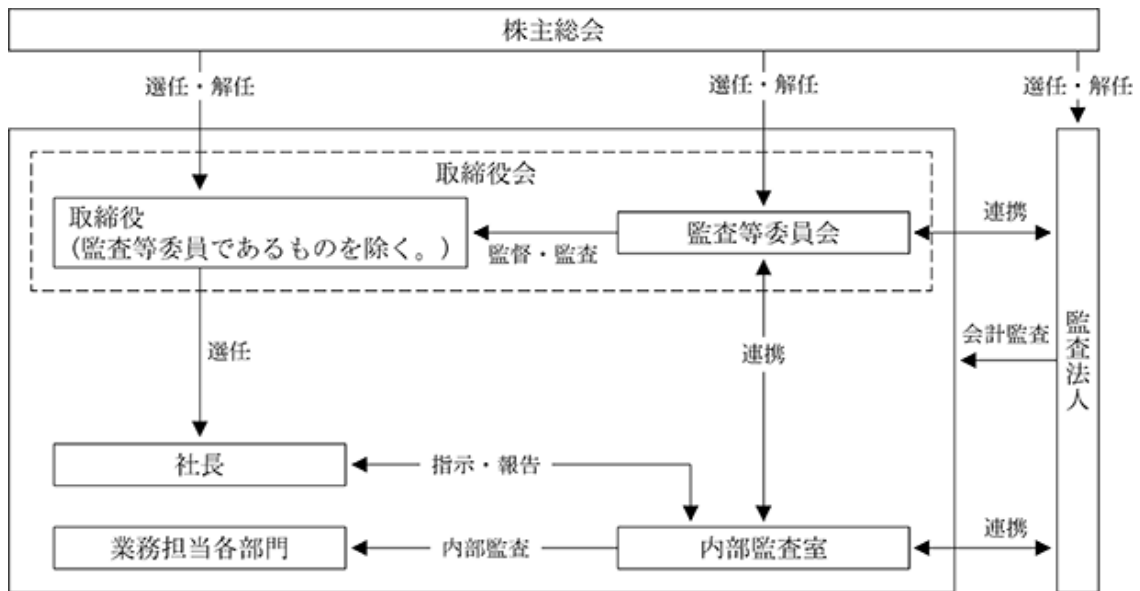 株主総会
選任・解任
選任・解任
選任・解任
取締役会
取締役
(監査等委員であるものを除く。)
監督・監査
監査等委員会
連携
選任
連携
会計監査
監査法人
社長
指示・報告
業務担当各部門
内部監査
内部監査室
連携